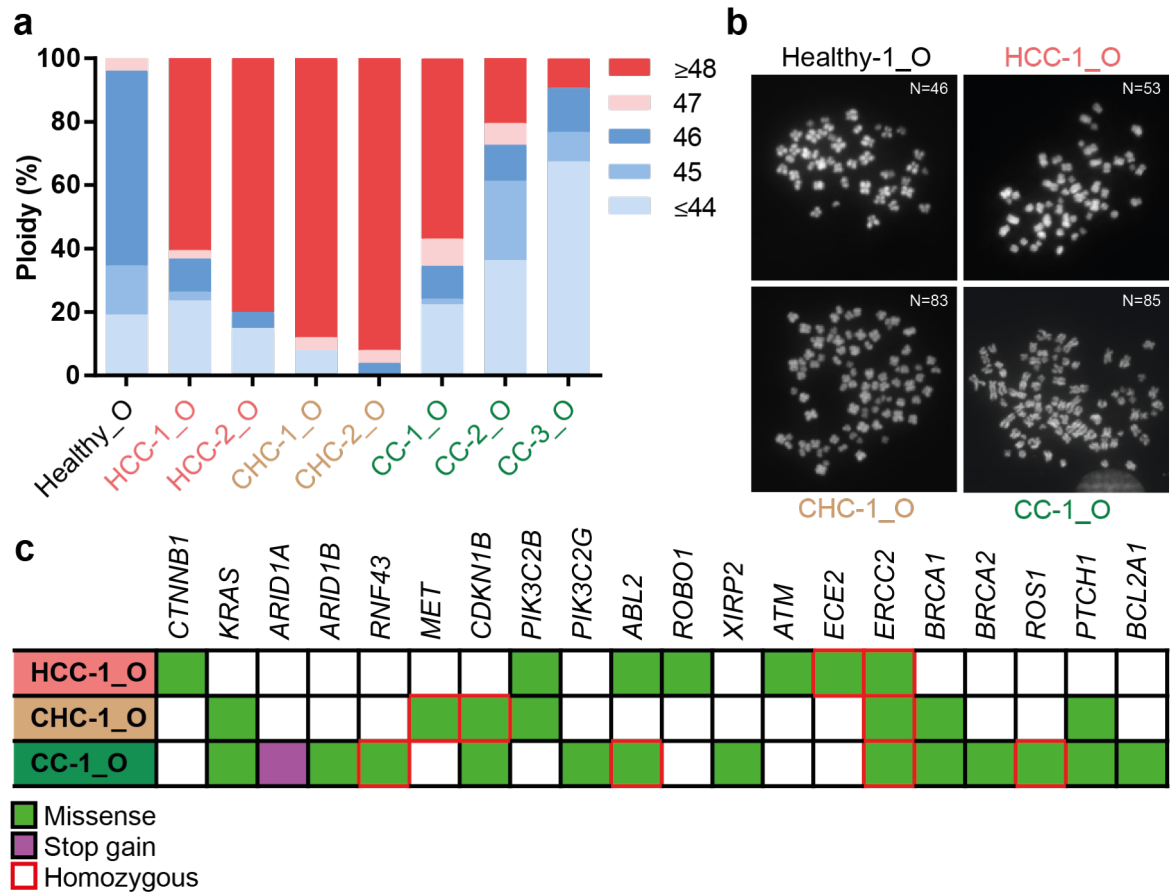 a
100
80
60
40
20
0
Ploidy (%)
≥48
47
46
45
≤44
Healthy_O
HCC-1_O
HCC-2_O
CHC-1_O
CHC-2_O
CC-1_O
CC-2_O
CC-3_O
b
Healthy-1_O HCC-1_O
N=46 N=53
N=83 N=85
CHC-1_O CC-1_O
c
CTNNB1 KRAS ARID1A ARID1B RNF43 MET CDKN1B PIK3C2B PIK3C2G ABL2 ROBO1 XIRP2 ATM ECE2 ERCC2 BRCA1 BRCA2 ROS1 PTCH1 BCL2A1
HCC-1_O
CHC-1_O
CC-1_O
Missense
Stop gain
Homozygous